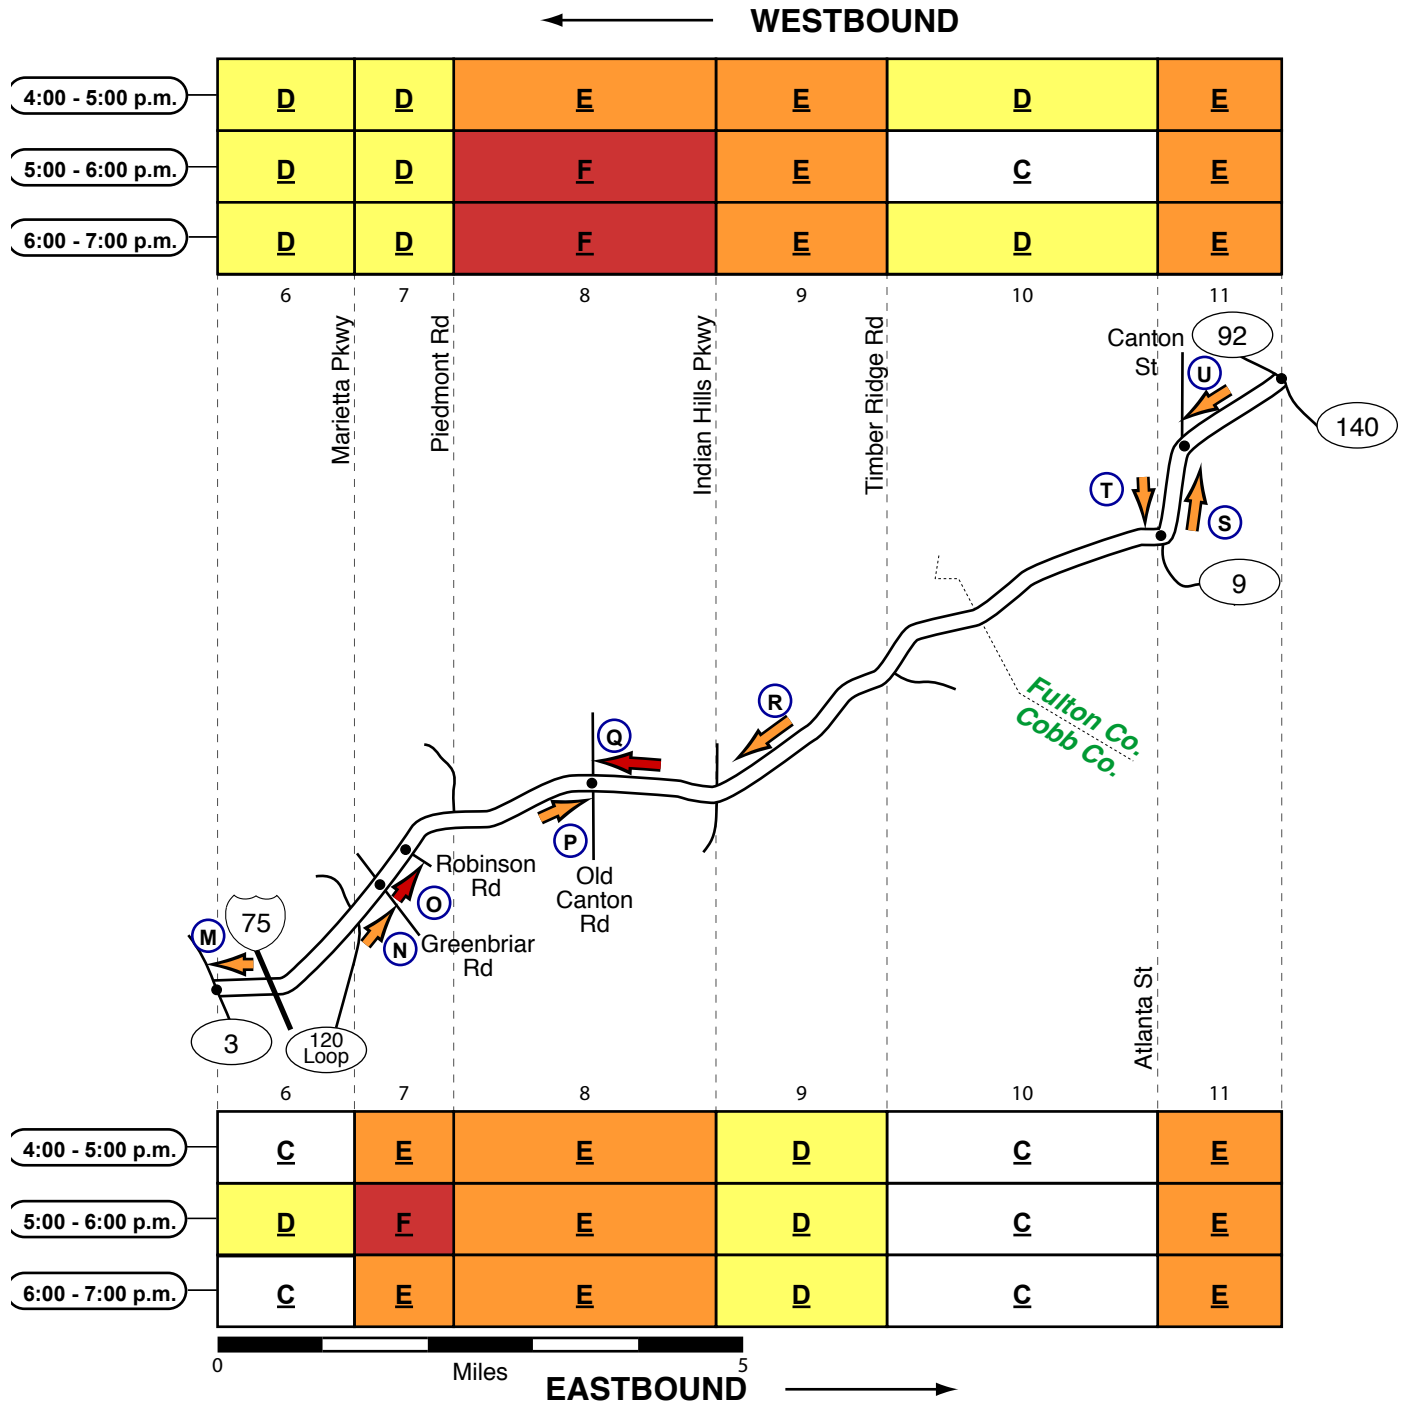 WESTBOUND
4:00 - 5:00 p.m. D D E E D E
5:00 - 6:00 p.m. D D F E C E
6:00 - 7:00 p.m. D D F E D E
6 7 8 9 10 11
Marietta Pkwy
Piedmont Rd
Indian Hills Pkwy
Timber Ridge Rd
Canton
St
92
U
140
T
S
9
Fulton Co.
Cobb Co.
R
Q
P
Old
Canton
Rd
Robinson
Rd
O
N
Greenbriar
Rd
M
75
3
120
Loop
Atlanta St
6 7 8 9 10 11
4:00 - 5:00 p.m. C E E D C E
5:00 - 6:00 p.m. D F E D C E
6:00 - 7:00 p.m. C E E D C E
0 Miles 5
EASTBOUND